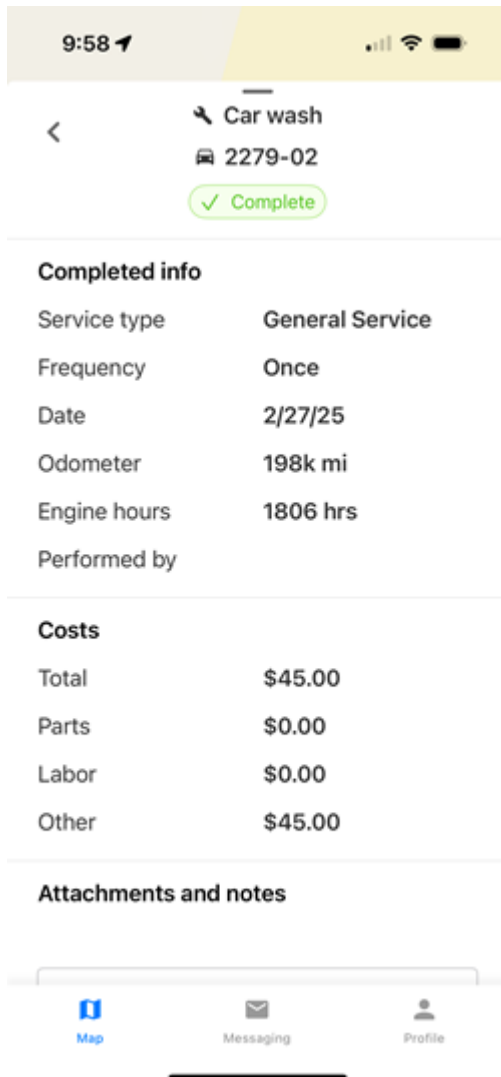 9:58
Car wash
2279-02
Complete
Completed info
Service type General Service
Frequency Once
Date 2/27/25
Odometer 198k mi
Engine hours 1806 hrs
Performed by
Costs
Total $45.00
Parts $0.00
Labor $0.00
Other $45.00
Attachments and notes
Map Messaging Profile